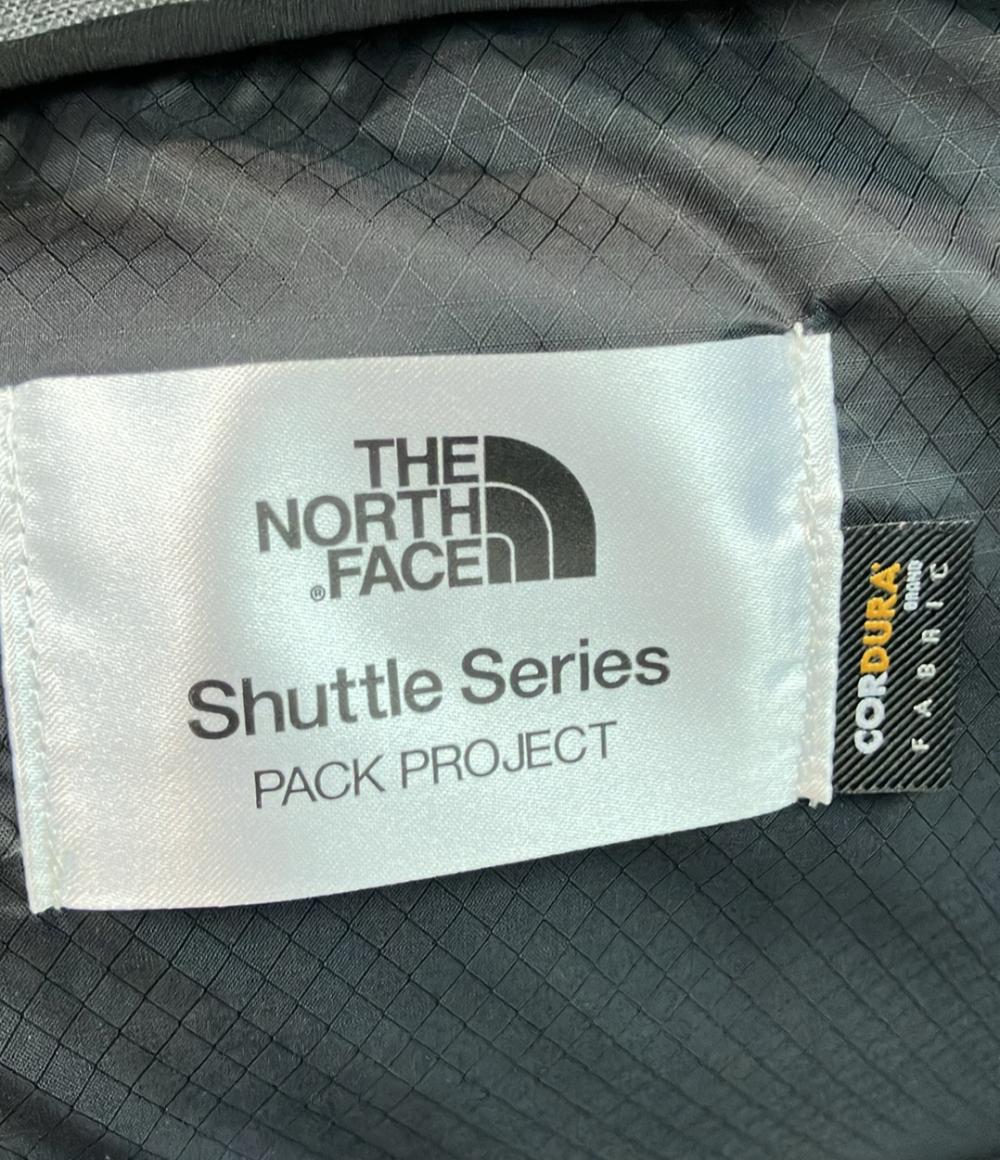 THE
NORTH
®FACE
Shuttle Series
PACK PROJECT
CORDURA®
BRAND
FABRIC